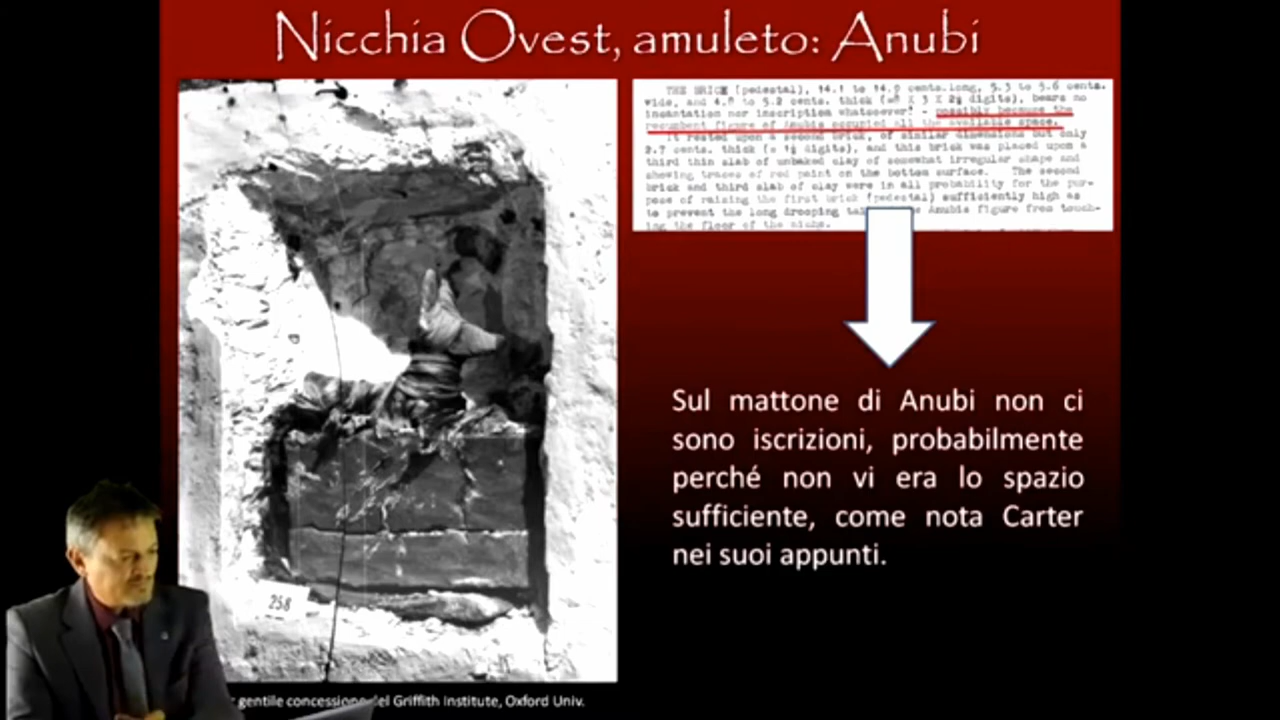 Nicchia Ovest, amuleto: Anubi
THE BRICK (pedestal), 14.1 to 14.9 cents.long, 5.3 to 5.6 cents.
wide, and 4.8 to 5.2 cents. thick ( X 3 X digits), bears no
incantation nor inscription whatsoever! - possibly because the
recumbent figure of Anubis occupied all the available space.
It rested upon a second brick, of similar dimensions but only
2.7 cents. thick (= digits), and this brick was placed upon a
third thin slab of unbaked clay of somewhat irregular shape and
showing traces of red paint on the bottom surface. The second
brick and third slab of clay were in all probability for the pur-
pose of raising the first brick (pedestal) sufficiently high as
to prevent the long drooping Anubis figure from touch-
ing the floor of the niche.
Sul mattone di Anubi non ci
sono iscrizioni, probabilmente
perché non vi era lo spazio
sufficiente, come nota Carter
nei suoi appunti.
258
gentile concessione del Griffith Institute, Oxford Univ.